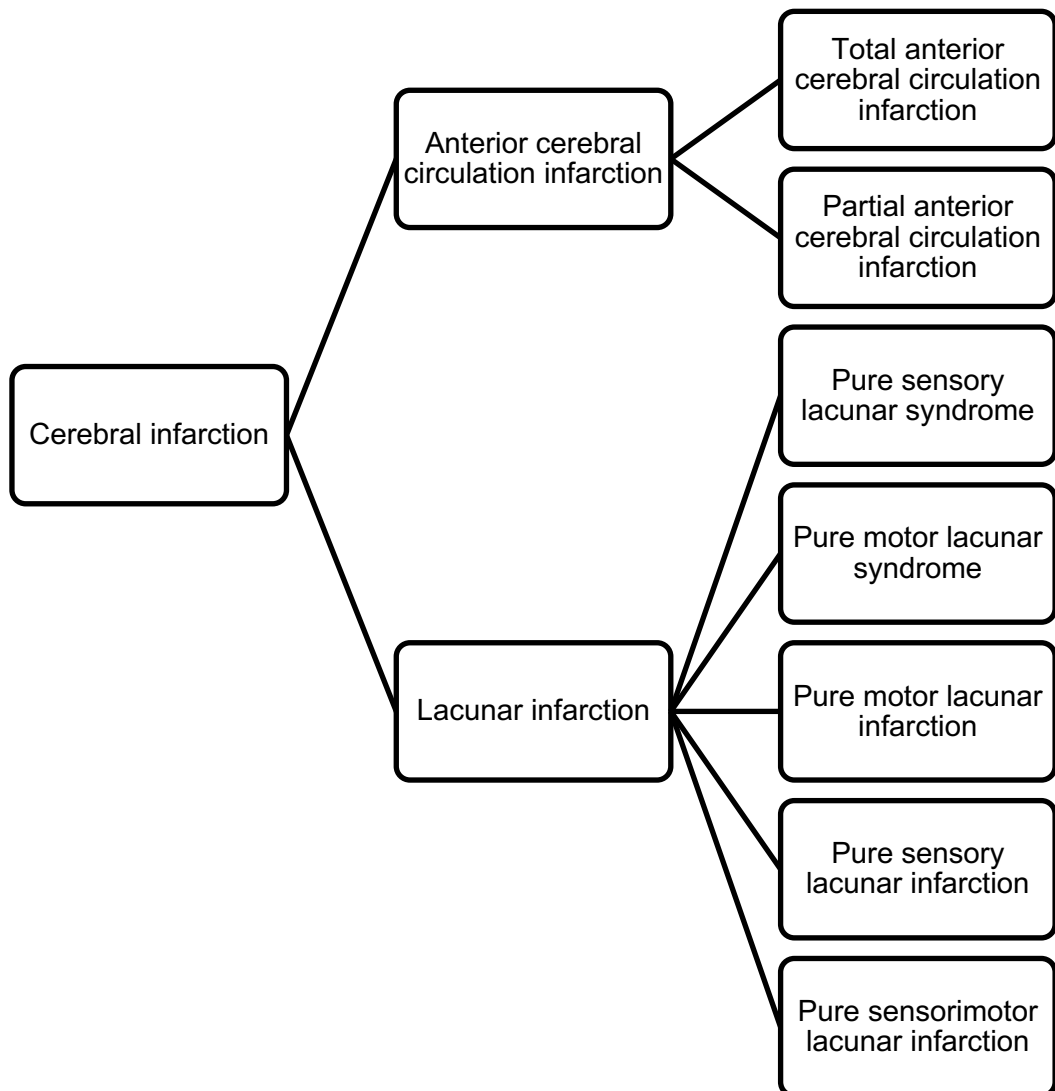 Total anterior
cerebral circulation
infarction
Anterior cerebral
circulation infarction
Partial anterior
cerebral circulation
infarction
Cerebral infarction
Pure sensory
lacunar syndrome
Pure motor lacunar
syndrome
Lacunar infarction
Pure motor lacunar
infarction
Pure sensory
lacunar infarction
Pure sensorimotor
lacunar infarction